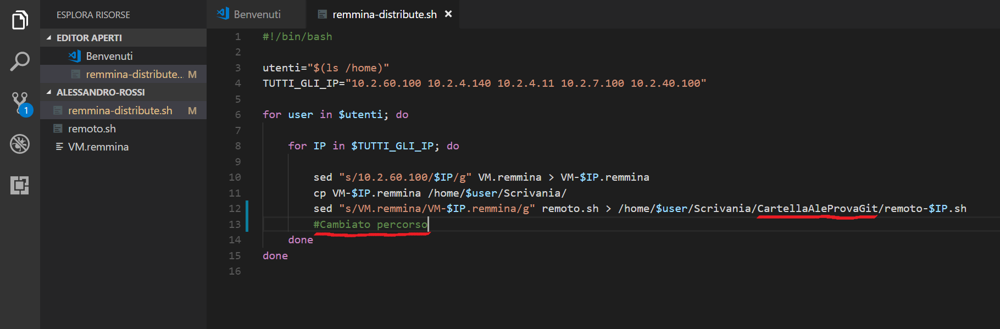 ESPLORA RISORSE
EDITOR APERTI
Benvenuti
remmina-distribute... M
ALESSANDRO-ROSSI
remmina-distribute.sh M
remoto.sh
VM.remmina
1
Benvenuti
remmina-distribute.sh
1 #!/bin/bash
2
3 utenti="$(ls /home)"
4 TUTTI_GLI_IP="10.2.60.100 10.2.4.140 10.2.4.11 10.2.7.100 10.2.40.100"
5
6 for user in $utenti; do
7
8 for IP in $TUTTI_GLI_IP; do
9
10 sed "s/10.2.60.100/$IP/g" VM.remmina > VM-$IP.remmina
11 cp VM-$IP.remmina /home/$user/Scrivania/
12 sed "s/VM.remmina/VM-$IP.remmina/g" remoto.sh > /home/$user/Scrivania/CartellaAleProvaGit/remoto-$IP.sh
13 #Cambiato percorso
14 done
15 done
16